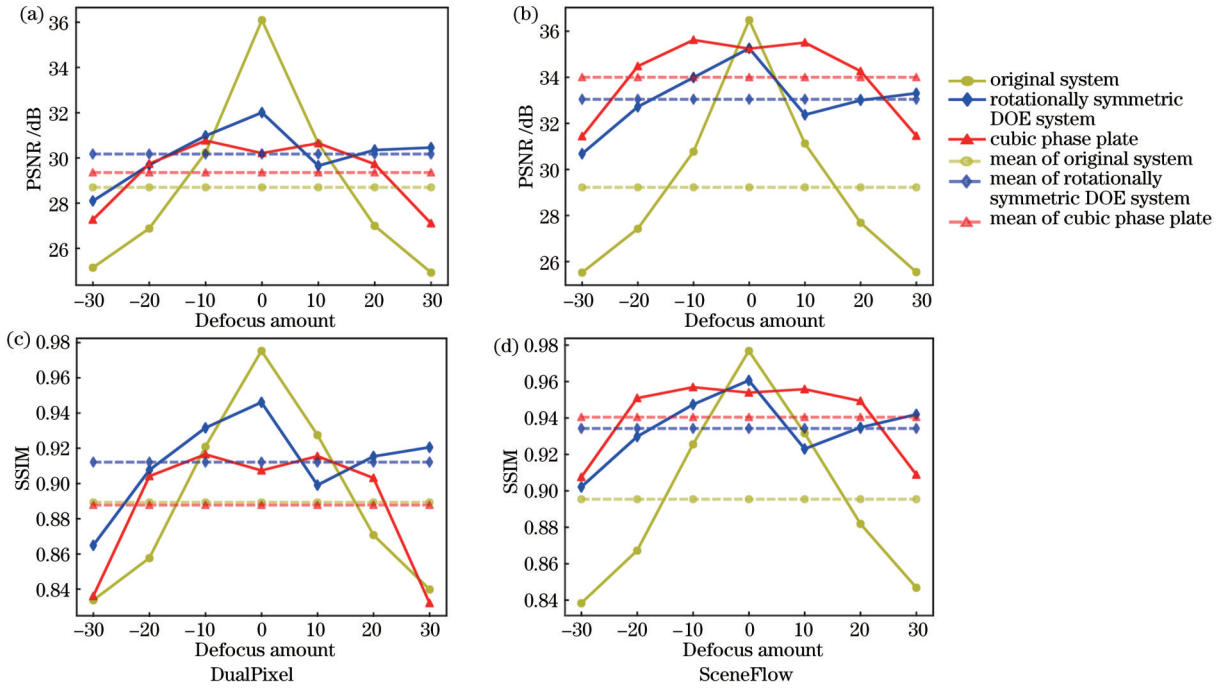 (a)
36
34
32
30
28
26
PSNR /dB
−30 −20 −10 0 10 20 30
Defocus amount
(b)
36
34
32
30
28
26
PSNR /dB
−30 −20 −10 0 10 20 30
Defocus amount
original system
rotationally symmetric
DOE system
cubic phase plate
mean of original system
mean of rotationally
symmetric DOE system
mean of cubic phase plate
(c)
0.98
0.96
0.94
0.92
0.90
0.88
0.86
0.84
SSIM
−30 −20 −10 0 10 20 30
Defocus amount
DualPixel
(d)
0.98
0.96
0.94
0.92
0.90
0.88
0.86
0.84
SSIM
−30 −20 −10 0 10 20 30
Defocus amount
SceneFlow